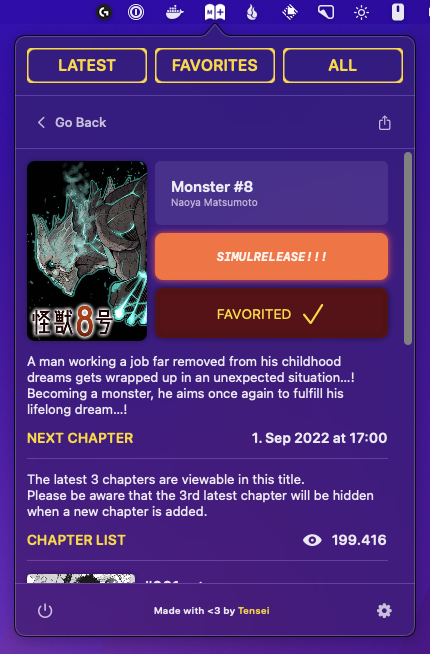 LATEST
FAVORITES
ALL
Go Back
Monster #8
Naoya Matsumoto
SIMULRELEASE!!!
怪獣8号
FAVORITED
A man working a job far removed from his childhood
dreams gets wrapped up in an unexpected situation...!
Becoming a monster, he aims once again to fulfill his
lifelong dream...!
NEXT CHAPTER
1. Sep 2022 at 17:00
The latest 3 chapters are viewable in this title.
Please be aware that the 3rd latest chapter will be hidden
when a new chapter is added.
CHAPTER LIST
199.416
Made with <3 by Tensei